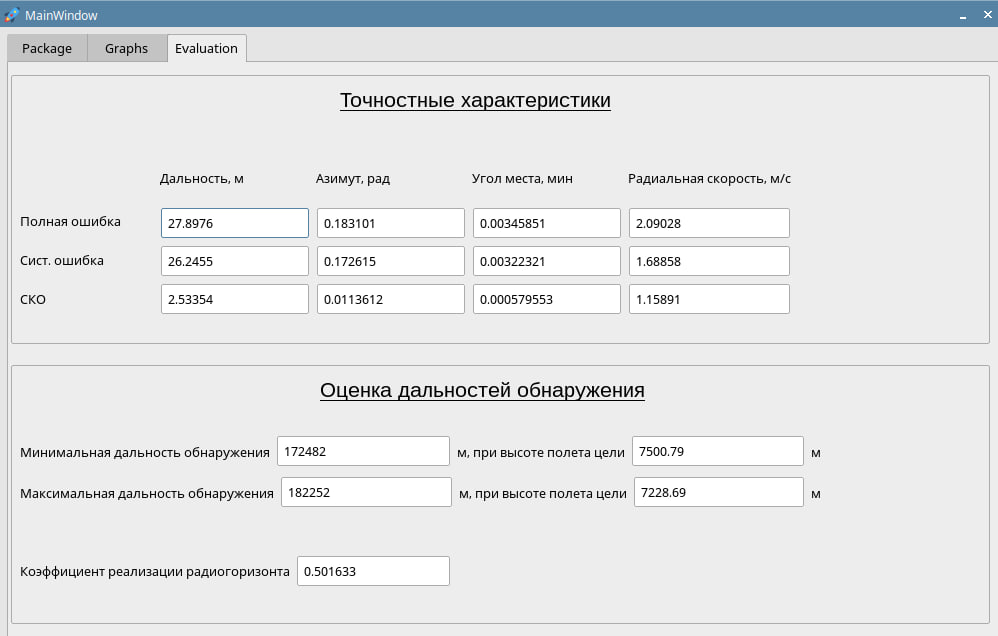 MainWindow
Package Graphs Evaluation
Точностные характеристики
Дальность, м Азимут, рад Угол места, мин Радиальная скорость, м/с
Полная ошибка 27.8976 0.183101 0.00345851 2.09028
Сист. ошибка 26.2455 0.172615 0.00322321 1.68858
СКО 2.53354 0.0113612 0.000579553 1.15891
Оценка дальностей обнаружения
Минимальная дальность обнаружения 172482 м, при высоте полета цели 7500.79 м
Максимальная дальность обнаружения 182252 м, при высоте полета цели 7228.69 м
Коэффициент реализации радиогоризонта 0.501633